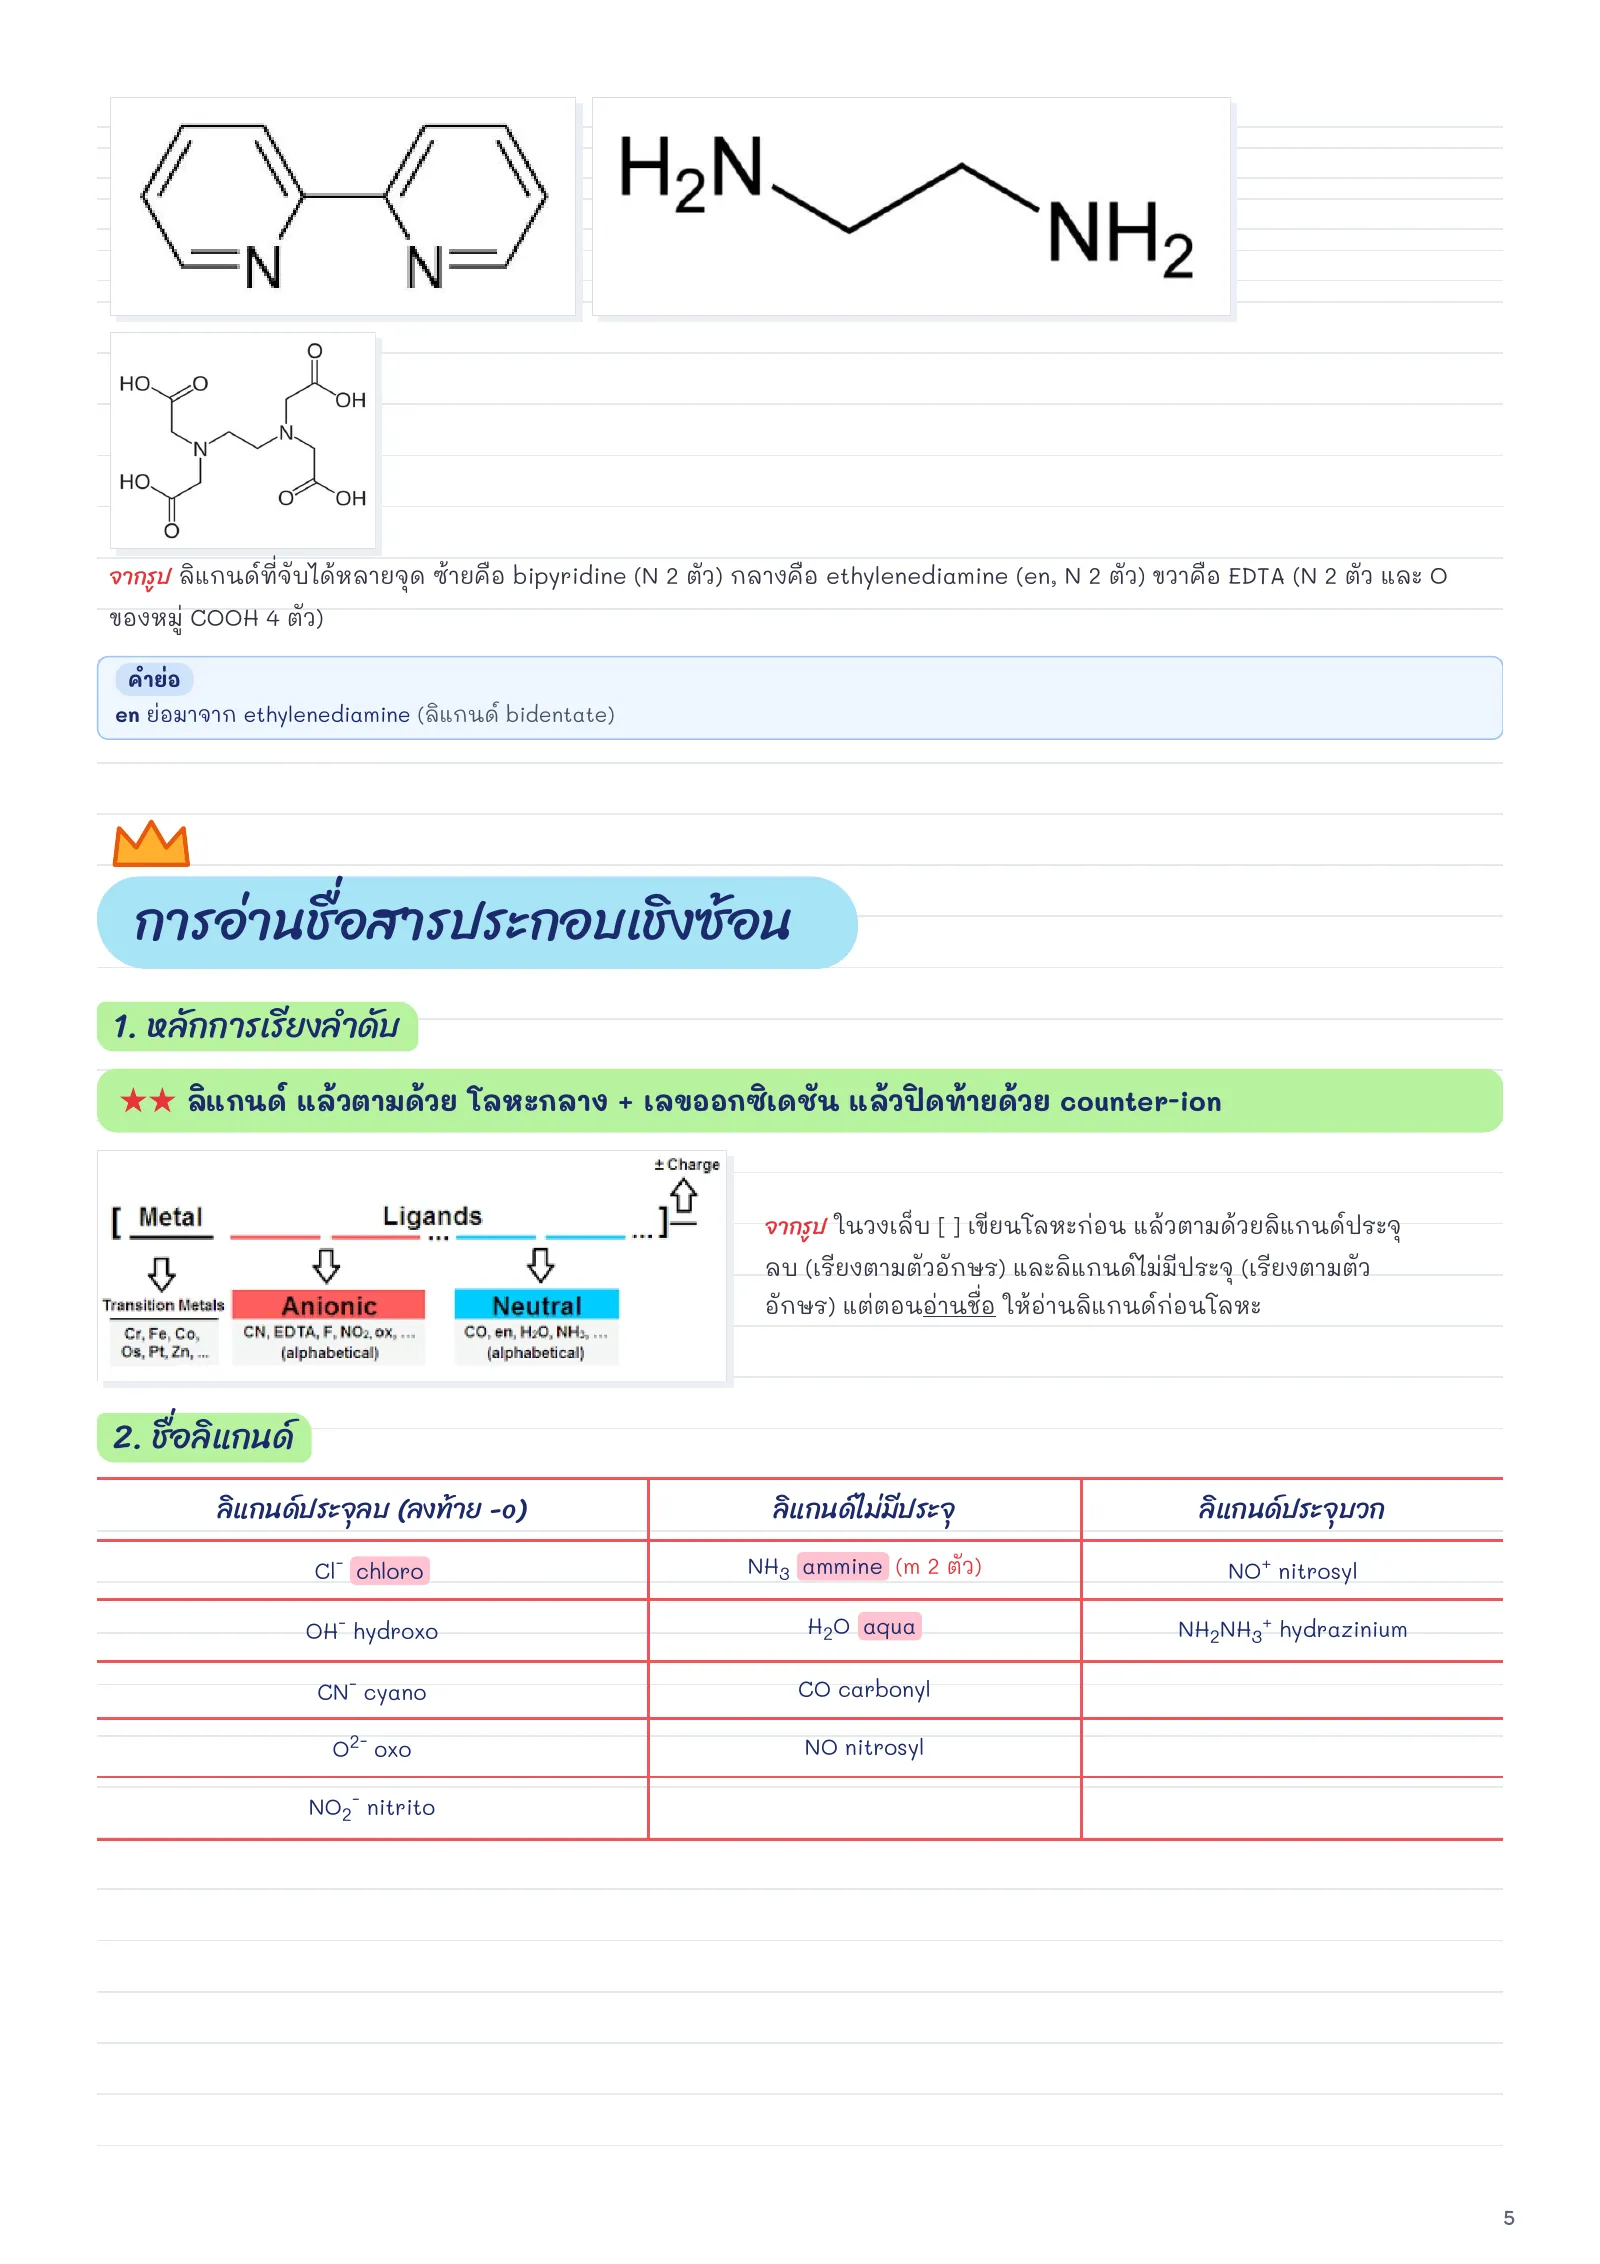 N N
H2N NH2
O
HO O OH
N N
HO O OH
O
จากรูป ลิแกนด์ที่จับได้หลายจุด ซ้ายคือ bipyridine (N 2 ตัว) กลางคือ ethylenediamine (en, N 2 ตัว) ขวาคือ EDTA (N 2 ตัว และ O
ของหมู่ COOH 4 ตัว)
คำย่อ
en ย่อมาจาก ethylenediamine (ลิแกนด์ bidentate)
การอ่านชื่อสารประกอบเชิงซ้อน
1. หลักการเรียงลำดับ
★★ ลิแกนด์ แล้วตามด้วย โลหะกลาง + เลขออกซิเดชัน แล้วปิดท้ายด้วย counter-ion
± Charge
[ Metal Ligands ... ... ]
Transition Metals Anionic Neutral
Cr, Fe, Co, CN, EDTA, F, NO₂, ox, ... CO, en, H₂O, NH₃, ...
Os, Pt, Zn, ... (alphabetical) (alphabetical)
จากรูป ในวงเล็บ [ ] เขียนโลหะก่อน แล้วตามด้วยลิแกนด์ประจุ
ลบ (เรียงตามตัวอักษร) และลิแกนด์ไม่มีประจุ (เรียงตามตัว
อักษร) แต่ตอนอ่านชื่อ ให้อ่านลิแกนด์ก่อนโลหะ
2. ชื่อลิแกนด์
ลิแกนด์ประจุลบ (ลงท้าย -o) ลิแกนด์ไม่มีประจุ ลิแกนด์ประจุบวก
Cl⁻ chloro NH₃ ammine (m 2 ตัว) NO⁺ nitrosyl
OH⁻ hydroxo H₂O aqua NH₂NH₃⁺ hydrazinium
CN⁻ cyano CO carbonyl
O²⁻ oxo NO nitrosyl
NO₂⁻ nitrito
5